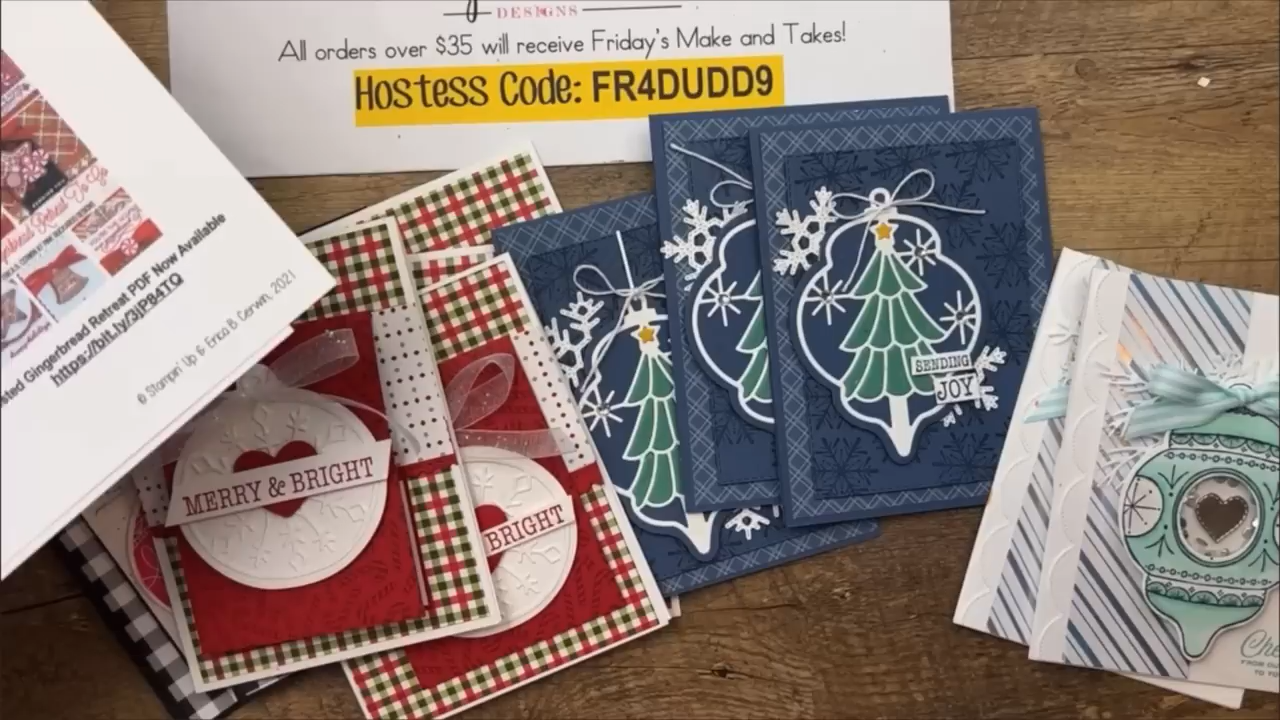 DESIGNS
All orders over $35 will receive Friday's Make and Takes!
Hostess Code: FR4DUDD9
Gingerbread Retreat PDF Now Available
https://bit.ly/3jP84TQ
© Stampin' Up & Erica B. Cerwin, 2021
MERRY & BRIGHT
BRIGHT
SENDING
JOY